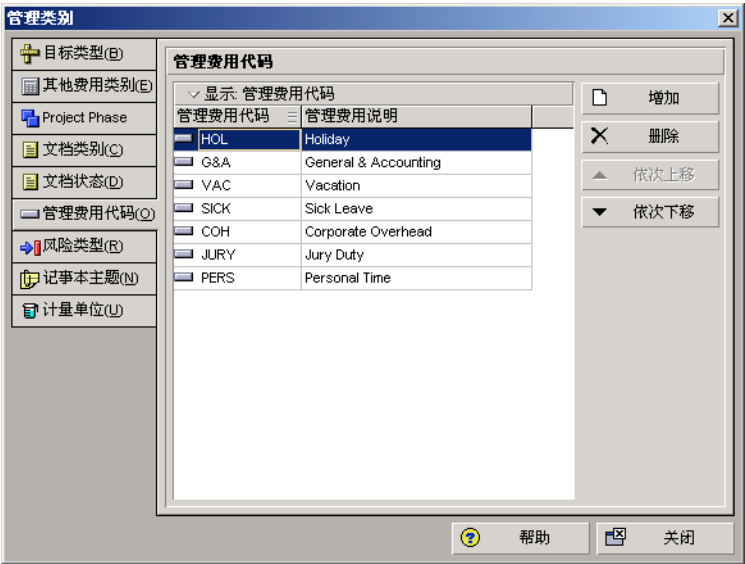 管理类别
目标类型(B)
其他费用类别(E)
Project Phase
文档类别(C)
文档状态(D)
管理费用代码(O)
风险类型(R)
记事本主题(N)
计量单位(U)
管理费用代码
显示: 管理费用代码
管理费用代码 管理费用说明
HOL Holiday
G&A General & Accounting
VAC Vacation
SICK Sick Leave
COH Corporate Overhead
JURY Jury Duty
PERS Personal Time
增加
删除
依次上移
依次下移
帮助
关闭